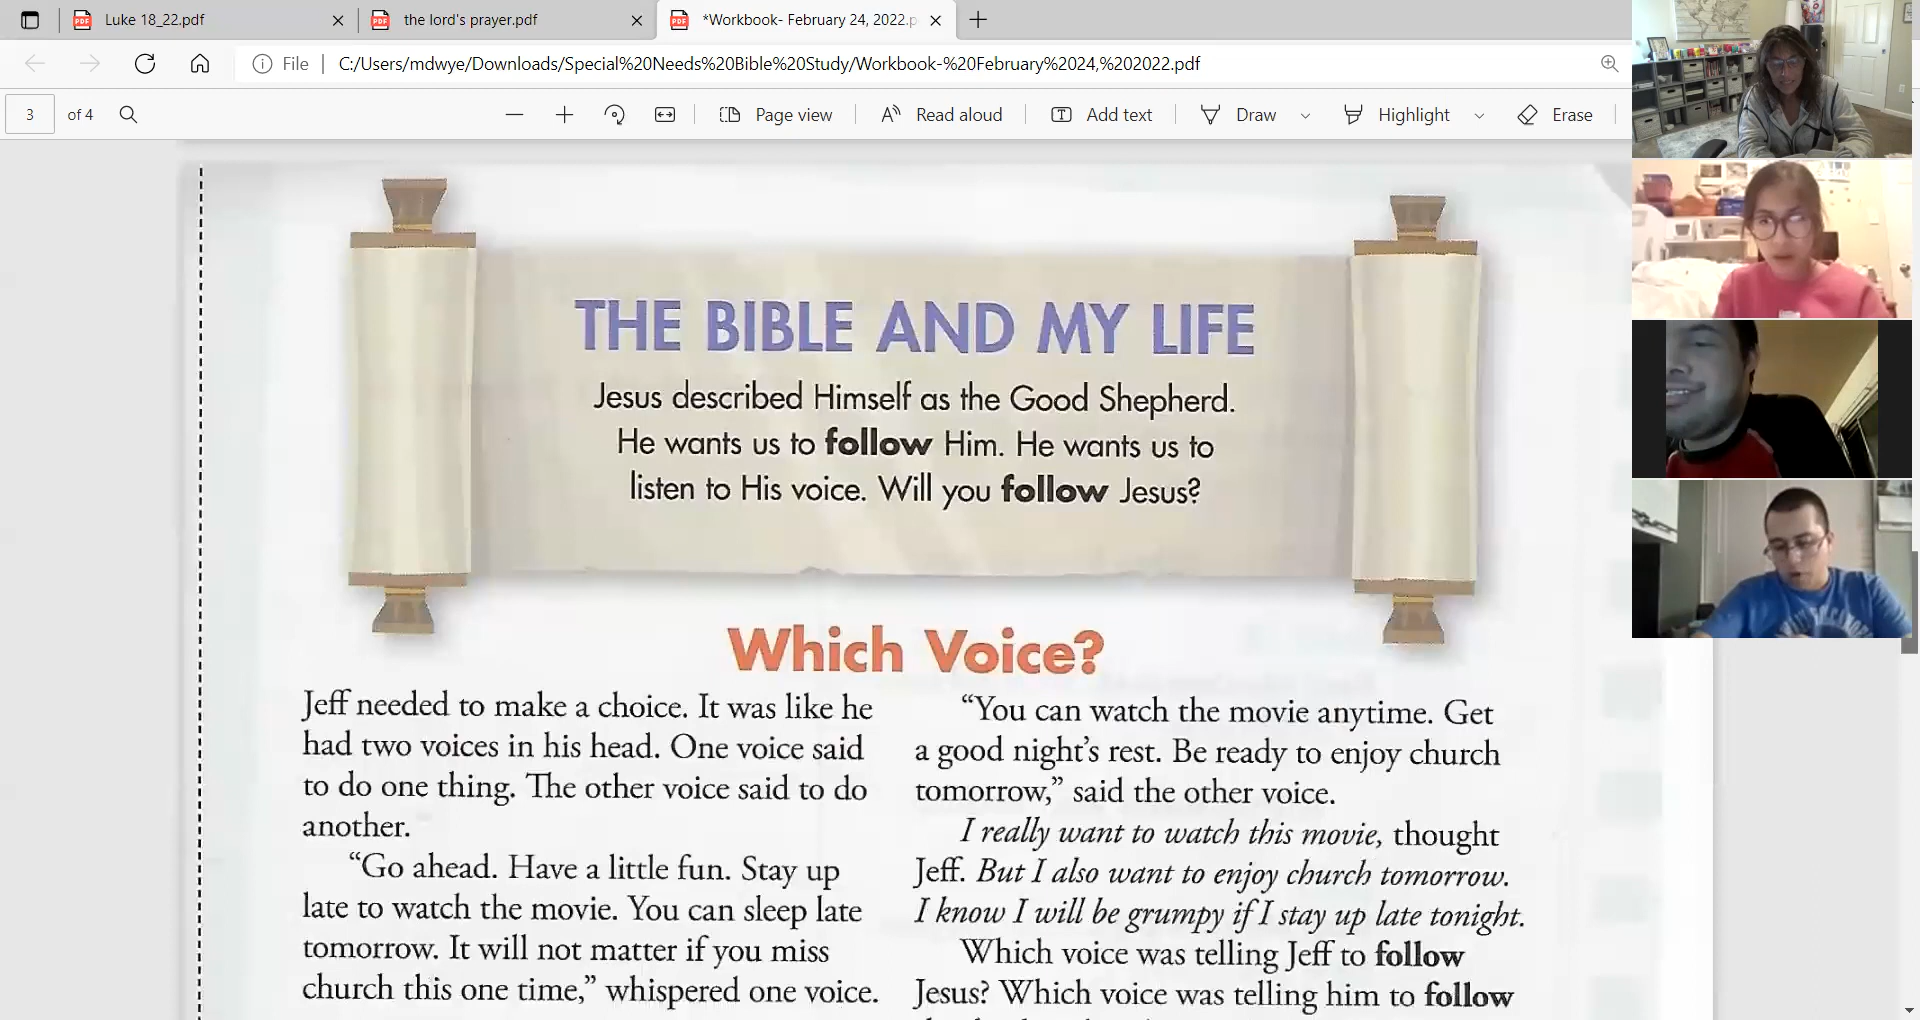 Luke 18_22.pdf
the lord's prayer.pdf
*Workbook- February 24, 2022.p
File
C:/Users/mdwye/Downloads/Special%20Needs%20Bible%20Study/Workbook-%20February%2024,%202022.pdf
3 of 4
Page view
Read aloud
Add text
Draw
Highlight
Erase
THE BIBLE AND MY LIFE
Jesus described Himself as the Good Shepherd.
He wants us to follow Him. He wants us to
listen to His voice. Will you follow Jesus?
Which Voice?
Jeff needed to make a choice. It was like he
had two voices in his head. One voice said
to do one thing. The other voice said to do
another.
“Go ahead. Have a little fun. Stay up
late to watch the movie. You can sleep late
tomorrow. It will not matter if you miss
church this one time,” whispered one voice.
“You can watch the movie anytime. Get
a good night’s rest. Be ready to enjoy church
tomorrow,” said the other voice.
I really want to watch this movie, thought
Jeff. But I also want to enjoy church tomorrow.
I know I will be grumpy if I stay up late tonight.
Which voice was telling Jeff to follow
Jesus? Which voice was telling him to follow